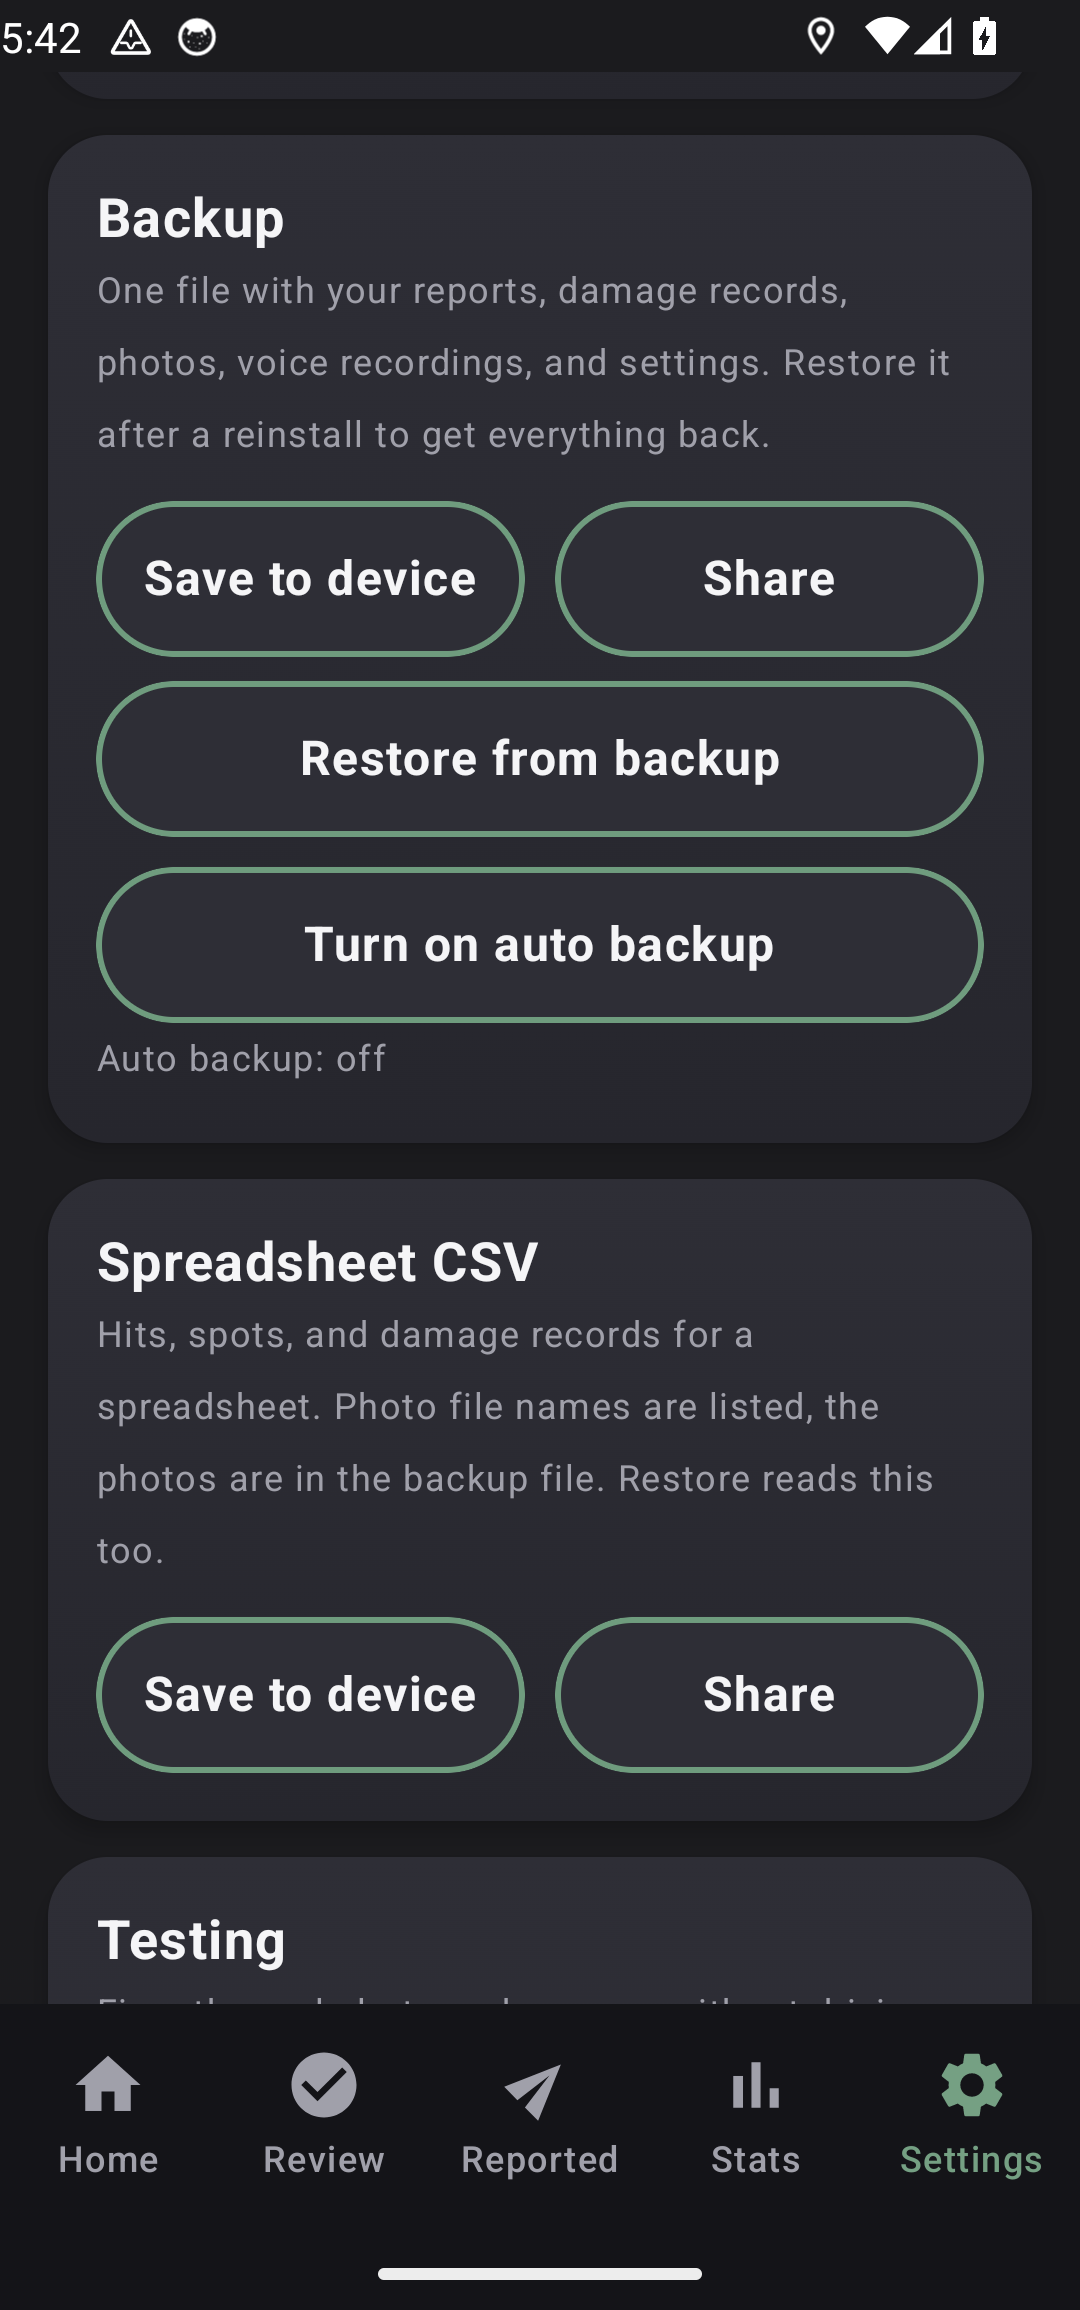 5:42
Backup
One file with your reports, damage records,
photos, voice recordings, and settings. Restore it
after a reinstall to get everything back.
Save to device
Share
Restore from backup
Turn on auto backup
Auto backup: off
Spreadsheet CSV
Hits, spots, and damage records for a
spreadsheet. Photo file names are listed, the
photos are in the backup file. Restore reads this
too.
Save to device
Share
Testing
Home
Review
Reported
Stats
Settings